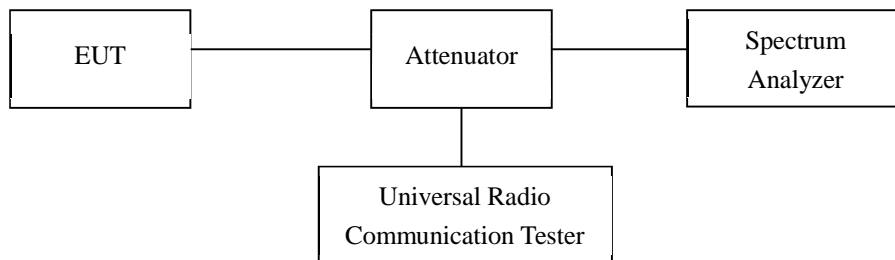 EUT
Attenuator
Spectrum
Analyzer
Universal Radio
Communication Tester